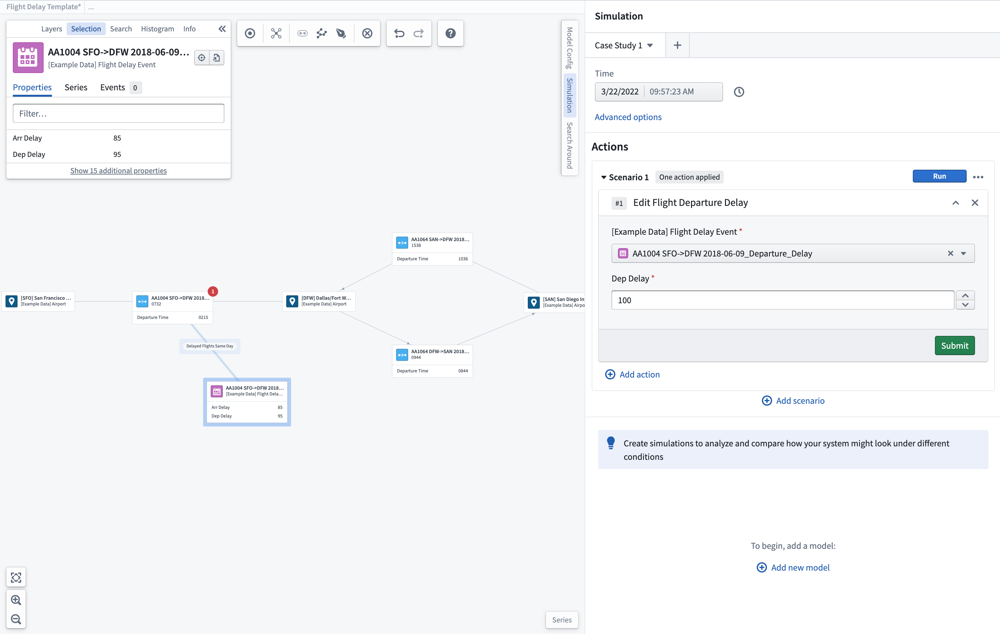 Flight Delay Template*
...
Layers
Selection
Search
Histogram
Info
AA1004 SFO->DFW 2018-06-09...
[Example Data] Flight Delay Event
Properties
Series
Events 0
Filter...
Arr Delay 85
Dep Delay 95
Show 15 additional properties
Model Config
Simulation
Search Around
AA1064 SAN->DFW 2018...
1538
Departure Time 1036
[SFO] San Francisco ...
[Example Data] Airport
1
AA1004 SFO->DFW 2018...
0732
Departure Time 0215
[DFW] Dallas/Fort W...
[Example Data] Airport
[SAN] San Diego In
[Example Data] Airpo
Delayed Flights Same Day
AA1064 DFW->SAN 2018...
0944
Departure Time 0844
AA1004 SFO->DFW 2018...
[Example Data] Flight Dela...
Arr Delay 85
Dep Delay 95
Series
Simulation
Case Study 1
Time
3/22/2022 09:57:23 AM
Advanced options
Actions
Scenario 1 One action applied Run
#1 Edit Flight Departure Delay
[Example Data] Flight Delay Event *
AA1004 SFO->DFW 2018-06-09_Departure_Delay
Dep Delay *
100
Submit
Add action
Add scenario
Create simulations to analyze and compare how your system might look under different
conditions
To begin, add a model:
Add new model